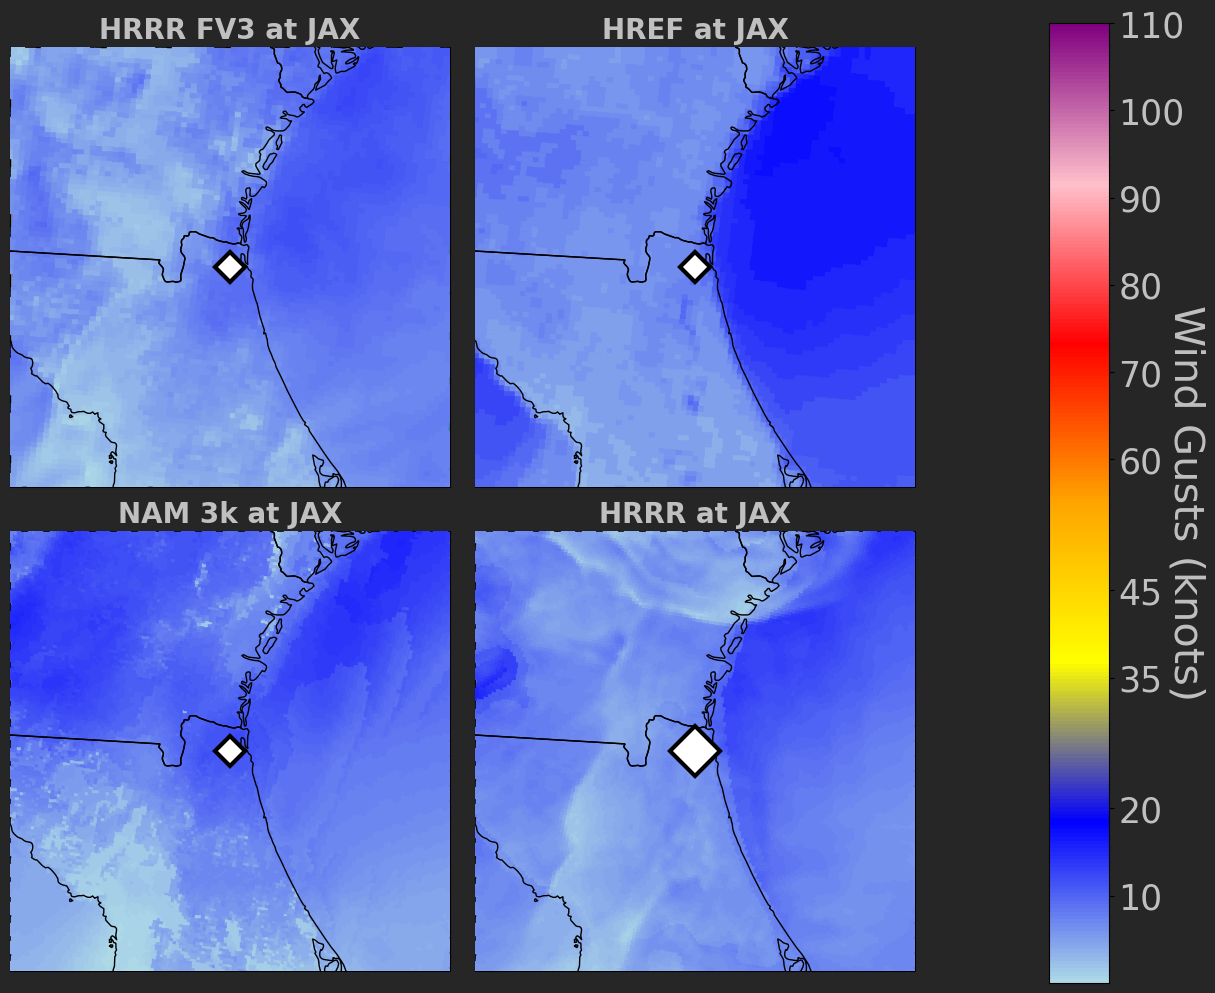 HRRR FV3 at JAX
HREF at JAX
NAM 3k at JAX
HRRR at JAX
110
100
90
80
70
60
45
35
20
10
Wind Gusts (knots)